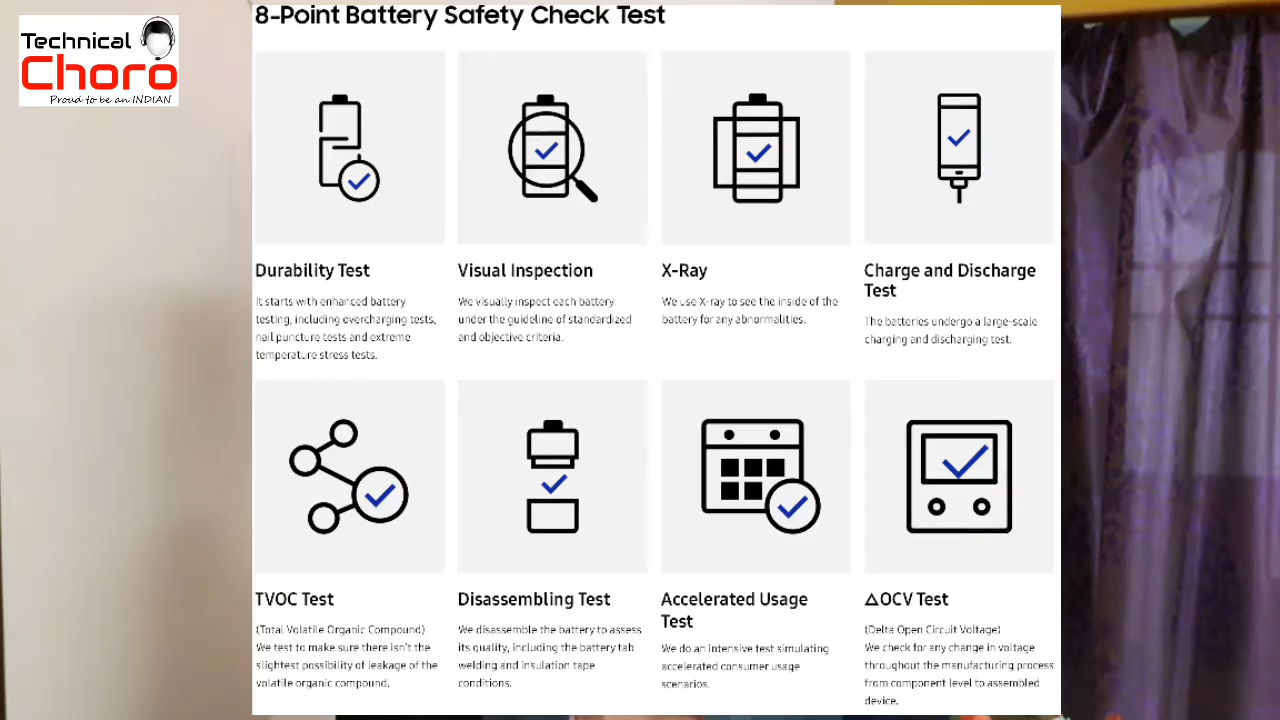 8-Point Battery Safety Check Test
Technical
Choro
Proud to be an INDIAN
Durability Test
It starts with enhanced battery
testing, including overcharging tests,
nail puncture tests and extreme
temperature stress tests.
Visual Inspection
We visually inspect each battery
under the guideline of standardized
and objective criteria.
X-Ray
We use X-ray to see the inside of the
battery for any abnormalities.
Charge and Discharge
Test
The batteries undergo a large-scale
charging and discharging test.
TVOC Test
(Total Volatile Organic Compound)
We test to make sure there isn't the
slightest possibility of leakage of the
volatile organic compound.
Disassembling Test
We disassemble the battery to assess
its quality, including the battery tab
welding and insulation tape
conditions.
Accelerated Usage
Test
We do an intensive test simulating
accelerated consumer usage
scenarios.
△OCV Test
(Delta Open Circuit Voltage)
We check for any change in voltage
throughout the manufacturing process
from component level to assembled
device.